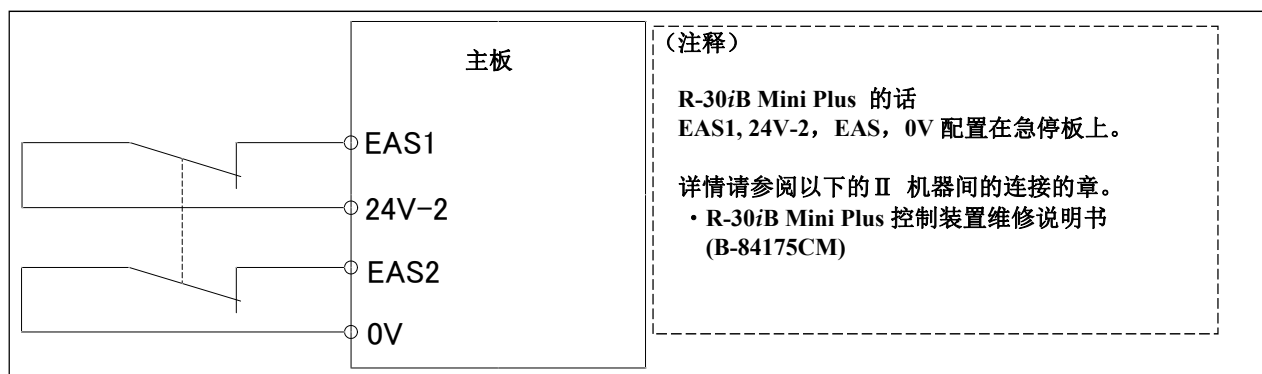 主板
EAS1
24V-2
EAS2
0V
（注释）
R-30iB Mini Plus 的话
EAS1, 24V-2，EAS，0V 配置在急停板上。
详情请参阅以下的Ⅱ 机器间的连接的章。
・R-30iB Mini Plus 控制装置维修说明书
(B-84175CM)